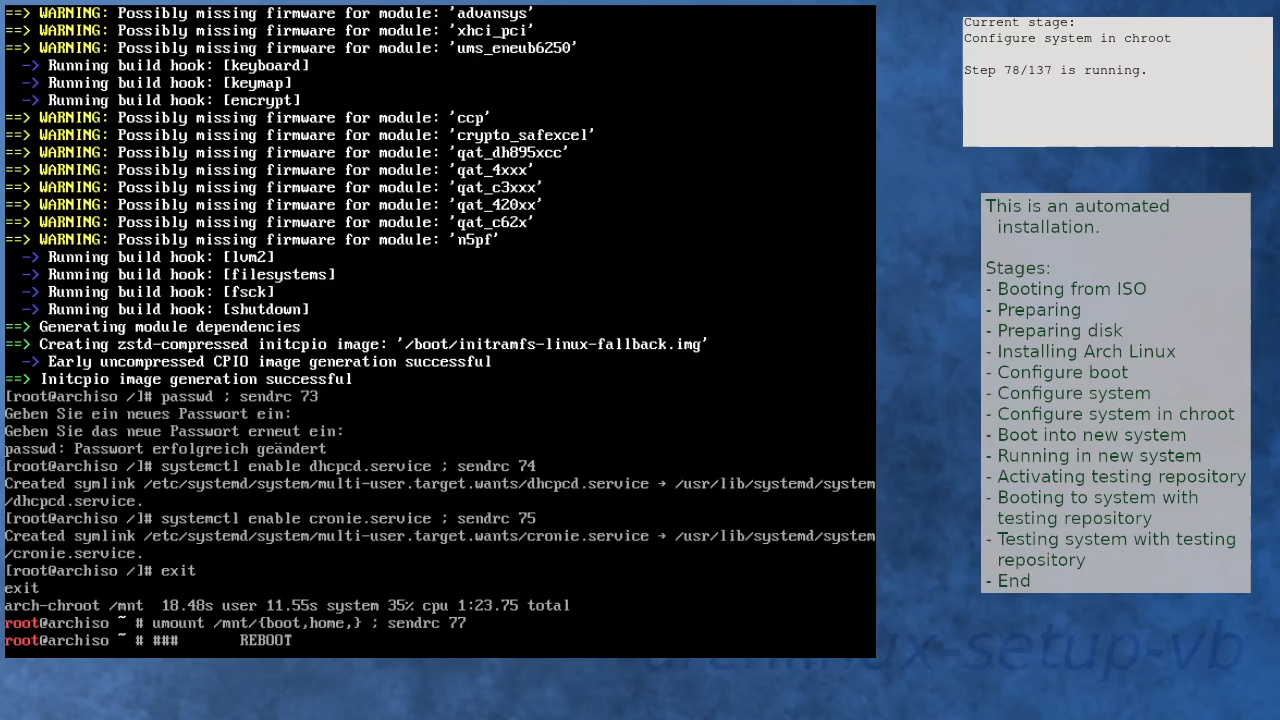 ==> WARNING: Possibly missing firmware for module: 'advansys'
==> WARNING: Possibly missing firmware for module: 'xhci_pci'
==> WARNING: Possibly missing firmware for module: 'ums_eneub6250'
-> Running build hook: [keyboard]
-> Running build hook: [keymap]
-> Running build hook: [encrypt]
==> WARNING: Possibly missing firmware for module: 'ccp'
==> WARNING: Possibly missing firmware for module: 'crypto_safexcel'
==> WARNING: Possibly missing firmware for module: 'qat_dh895xcc'
==> WARNING: Possibly missing firmware for module: 'qat_4xxx'
==> WARNING: Possibly missing firmware for module: 'qat_c3xxx'
==> WARNING: Possibly missing firmware for module: 'qat_420xx'
==> WARNING: Possibly missing firmware for module: 'qat_c62x'
==> WARNING: Possibly missing firmware for module: 'n5pf'
-> Running build hook: [lvm2]
-> Running build hook: [filesystems]
-> Running build hook: [fsck]
-> Running build hook: [shutdown]
==> Generating module dependencies
==> Creating zstd-compressed initcpio image: '/boot/initramfs-linux-fallback.img'
-> Early uncompressed CPIO image generation successful
==> Initcpio image generation successful
[root@archiso /]# passwd ; sendrc 73
Geben Sie ein neues Passwort ein:
Geben Sie das neue Passwort erneut ein:
passwd: Passwort erfolgreich geändert
[root@archiso /]# systemctl enable dhcpcd.service ; sendrc 74
Created symlink /etc/systemd/system/multi-user.target.wants/dhcpcd.service → /usr/lib/systemd/system
/dhcpcd.service.
[root@archiso /]# systemctl enable cronie.service ; sendrc 75
Created symlink /etc/systemd/system/multi-user.target.wants/cronie.service → /usr/lib/systemd/system
/cronie.service.
[root@archiso /]# exit
exit
arch-chroot /mnt  18.48s user 11.55s system 35% cpu 1:23.75 total
root@archiso ~ # umount /mnt/{boot,home,} ; sendrc 77
root@archiso ~ # ###       REBOOT
Current stage:
Configure system in chroot
Step 78/137 is running.
This is an automated
installation.
Stages:
- Booting from ISO
- Preparing
- Preparing disk
- Installing Arch Linux
- Configure boot
- Configure system
- Configure system in chroot
- Boot into new system
- Running in new system
- Activating testing repository
- Booting to system with
testing repository
- Testing system with testing
repository
- End